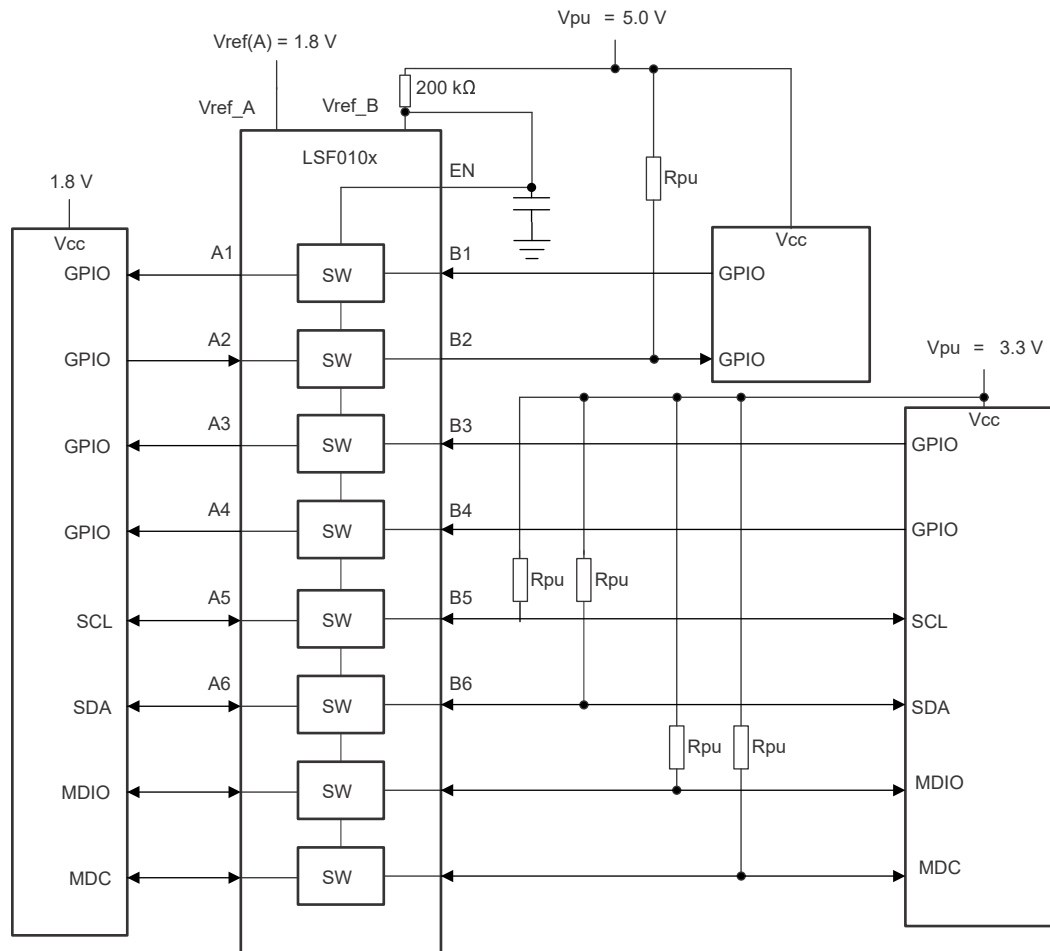 Vpu = 5.0 V
Vref(A) = 1.8 V
200 kΩ
Vref_A
Vref_B
LSF010x
EN
Rpu
1.8 V
Vcc
Vcc
GPIO
A1
SW
B1
GPIO
GPIO
A2
SW
B2
GPIO
Vpu = 3.3 V
Vcc
GPIO
A3
SW
B3
GPIO
GPIO
A4
SW
B4
GPIO
Rpu
Rpu
SCL
A5
SW
B5
SCL
SDA
A6
SW
B6
SDA
Rpu
Rpu
MDIO
SW
MDIO
MDC
SW
MDC